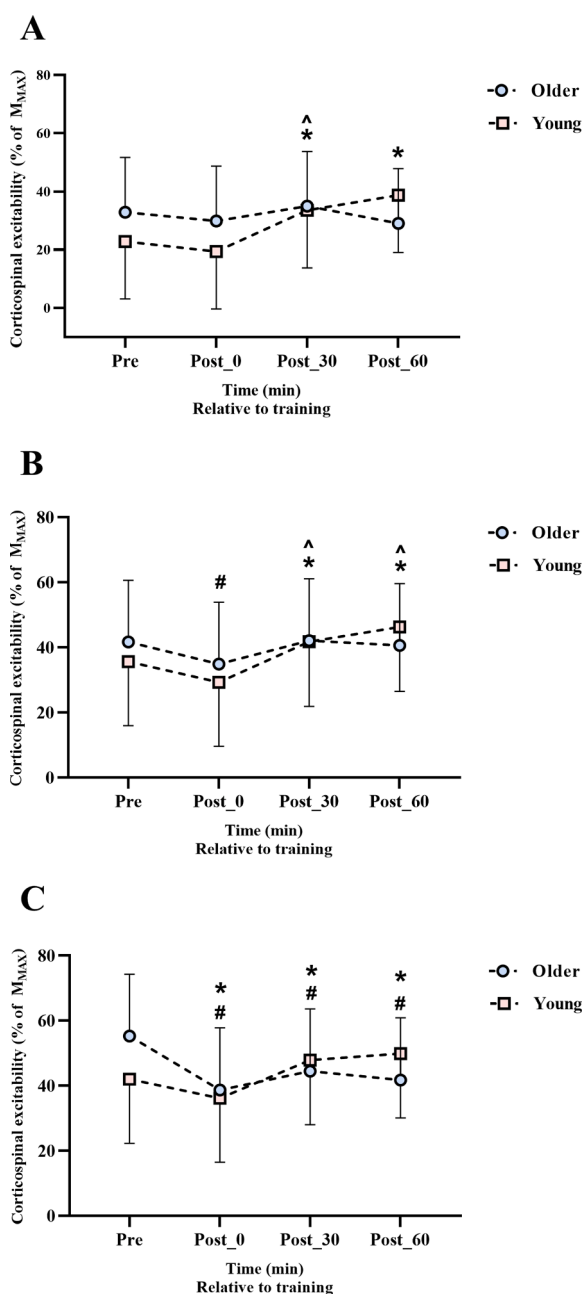 A
Corticospinal excitability (% of MMAX)
80
60
40
20
0
^
*
*
Older
Young
Pre Post_0 Post_30 Post_60
Time (min)
Relative to training
B
Corticospinal excitability (% of MMAX)
80
60
40
20
0
#
^
*
^
*
Older
Young
Pre Post_0 Post_30 Post_60
Time (min)
Relative to training
C
Corticospinal excitability (% of MMAX)
80
60
40
20
0
*
#
*
#
*
#
Older
Young
Pre Post_0 Post_30 Post_60
Time (min)
Relative to training